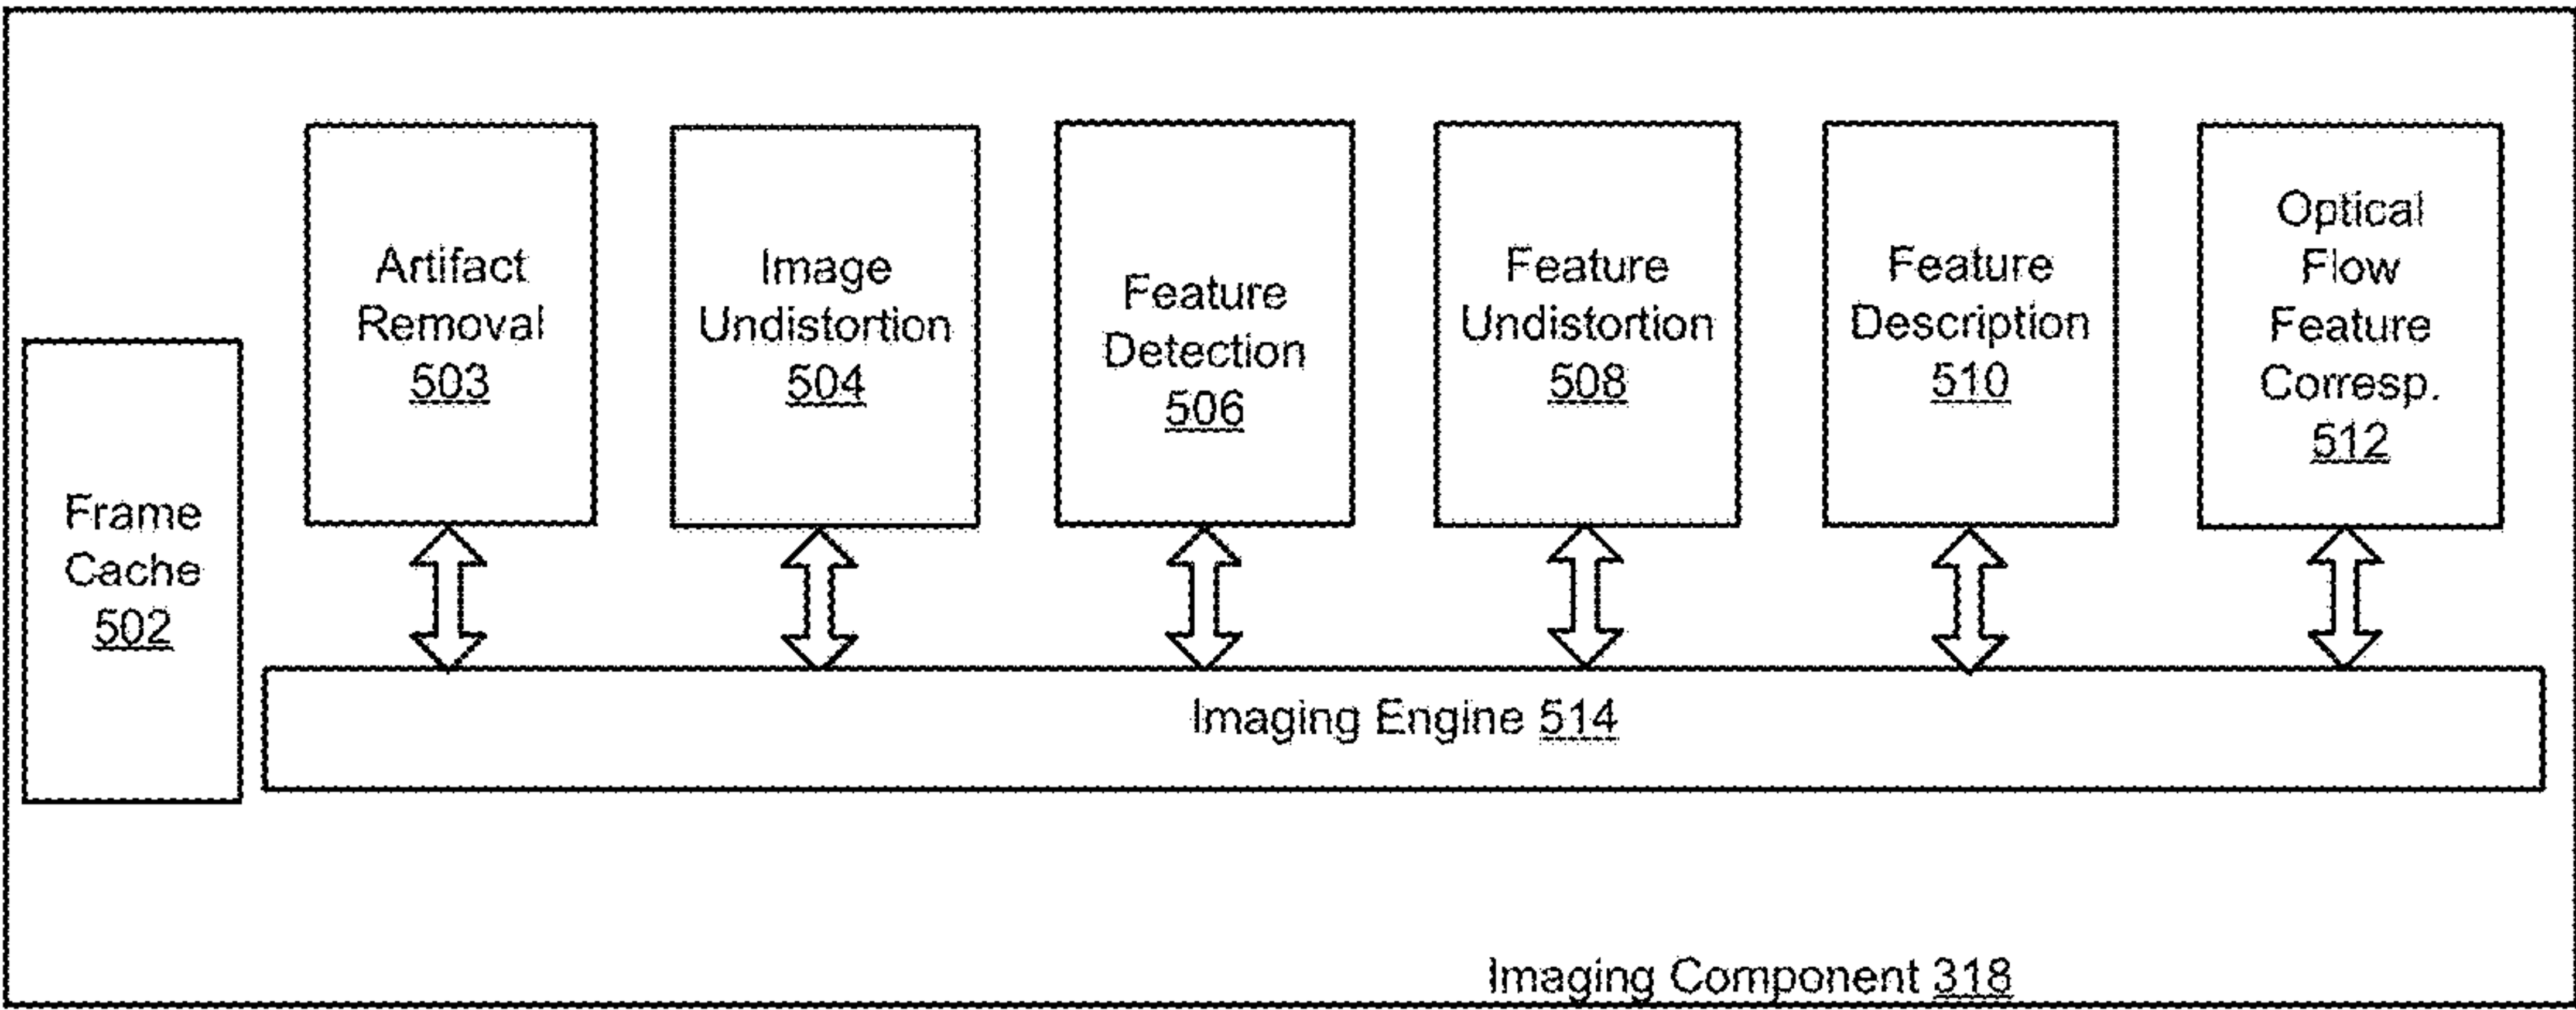 Frame
Cache
502
Artifact
Removal
503
Image
Undistortion
504
Feature
Detection
506
Feature
Undistortion
508
Feature
Description
510
Optical
Flow
Feature
Corresp.
512
Imaging Engine 514
Imaging Component 318